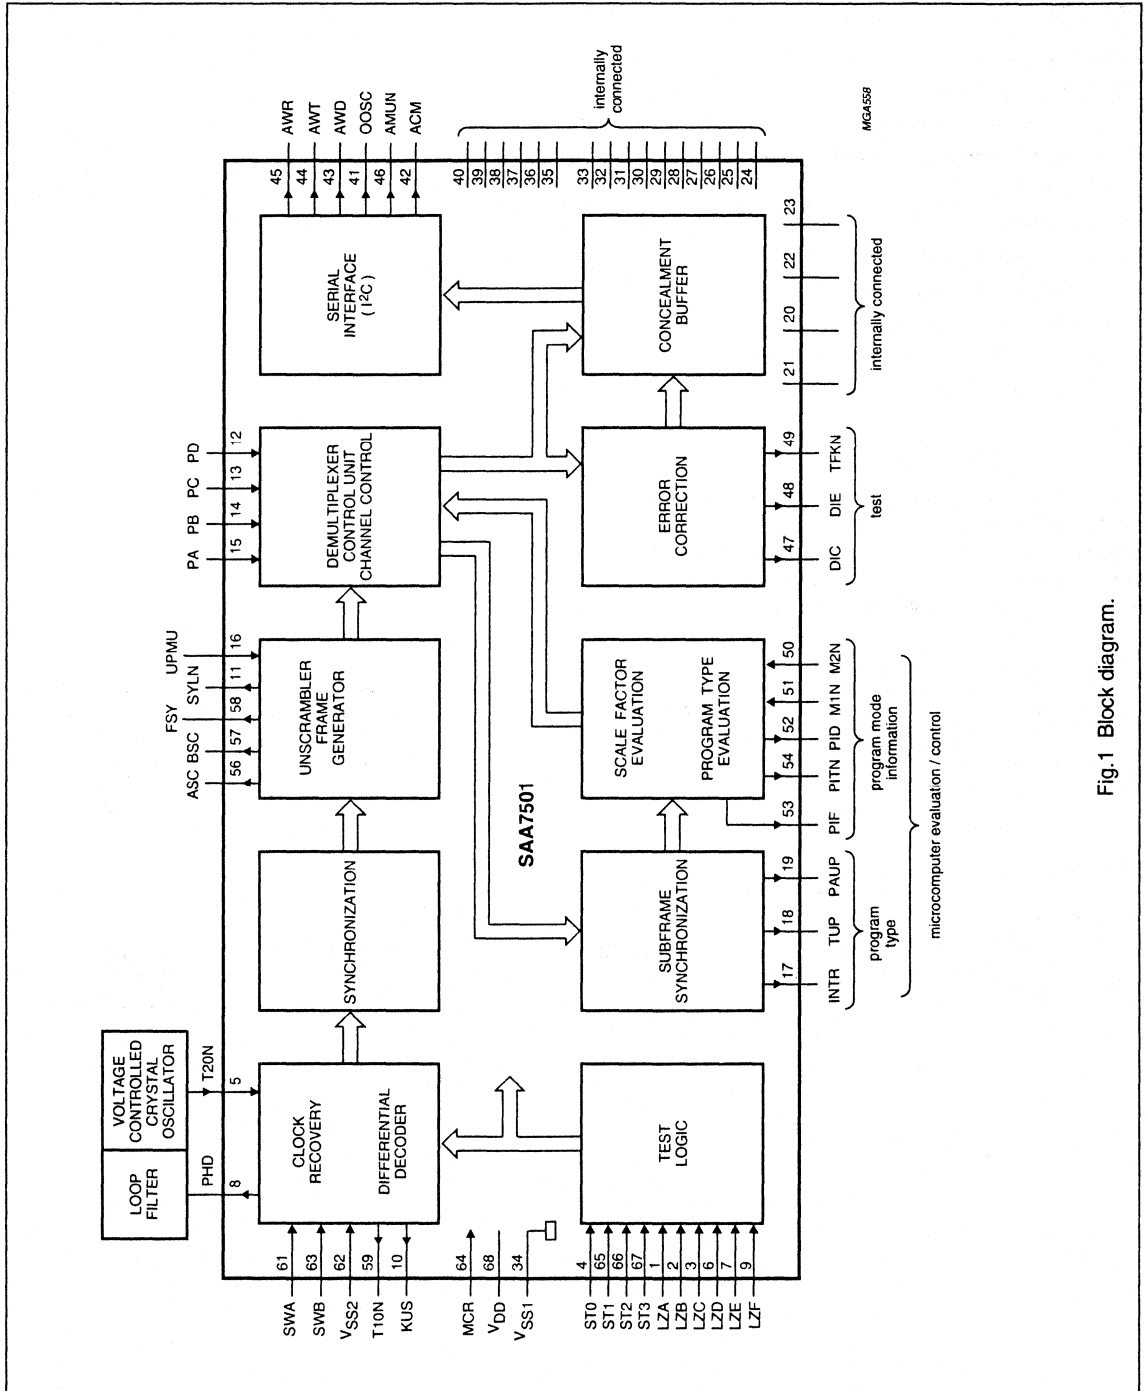 VOLTAGE
CONTROLLED
CRYSTAL
OSCILLATOR
LOOP
FILTER
T20N
5
PHD
8
ASC
56
BSC
57
FSY
58
SYLN
11
UPMU
16
PA
15
PB
14
PC
13
PD
12
CLOCK
RECOVERY
DIFFERENTIAL
DECODER
SYNCHRONIZATION
UNSCRAMBLER
FRAME
GENERATOR
DEMULTIPLEXER
CONTROL UNIT
CHANNEL CONTROL
SERIAL
INTERFACE
(I²C)
45
AWR
44
AWT
43
AWD
41
OOSC
46
AMUN
42
ACM
SWA
61
SWB
63
VSS2
62
T10N
59
KUS
10
MCR
64
VDD
68
VSS1
34
SAA7501
40
39
38
37
36
35
33
32
31
30
29
28
27
26
25
24
internally
connected
ST0
4
ST1
65
ST2
66
ST3
67
LZA
1
LZB
2
LZC
3
LZD
6
LZE
7
LZF
9
TEST
LOGIC
SUBFRAME
SYNCHRONIZATION
SCALE FACTOR
EVALUATION
PROGRAM TYPE
EVALUATION
ERROR
CORRECTION
CONCEALMENT
BUFFER
17
18
19
53
54
52
51
50
47
48
49
21
20
22
23
INTR
TUP
PAUP
PIF
PITN
PID
M1N
M2N
DIC
DIE
TFKN
program
type
program mode
information
test
internally connected
microcomputer evaluation / control
MGA558
Fig.1 Block diagram.